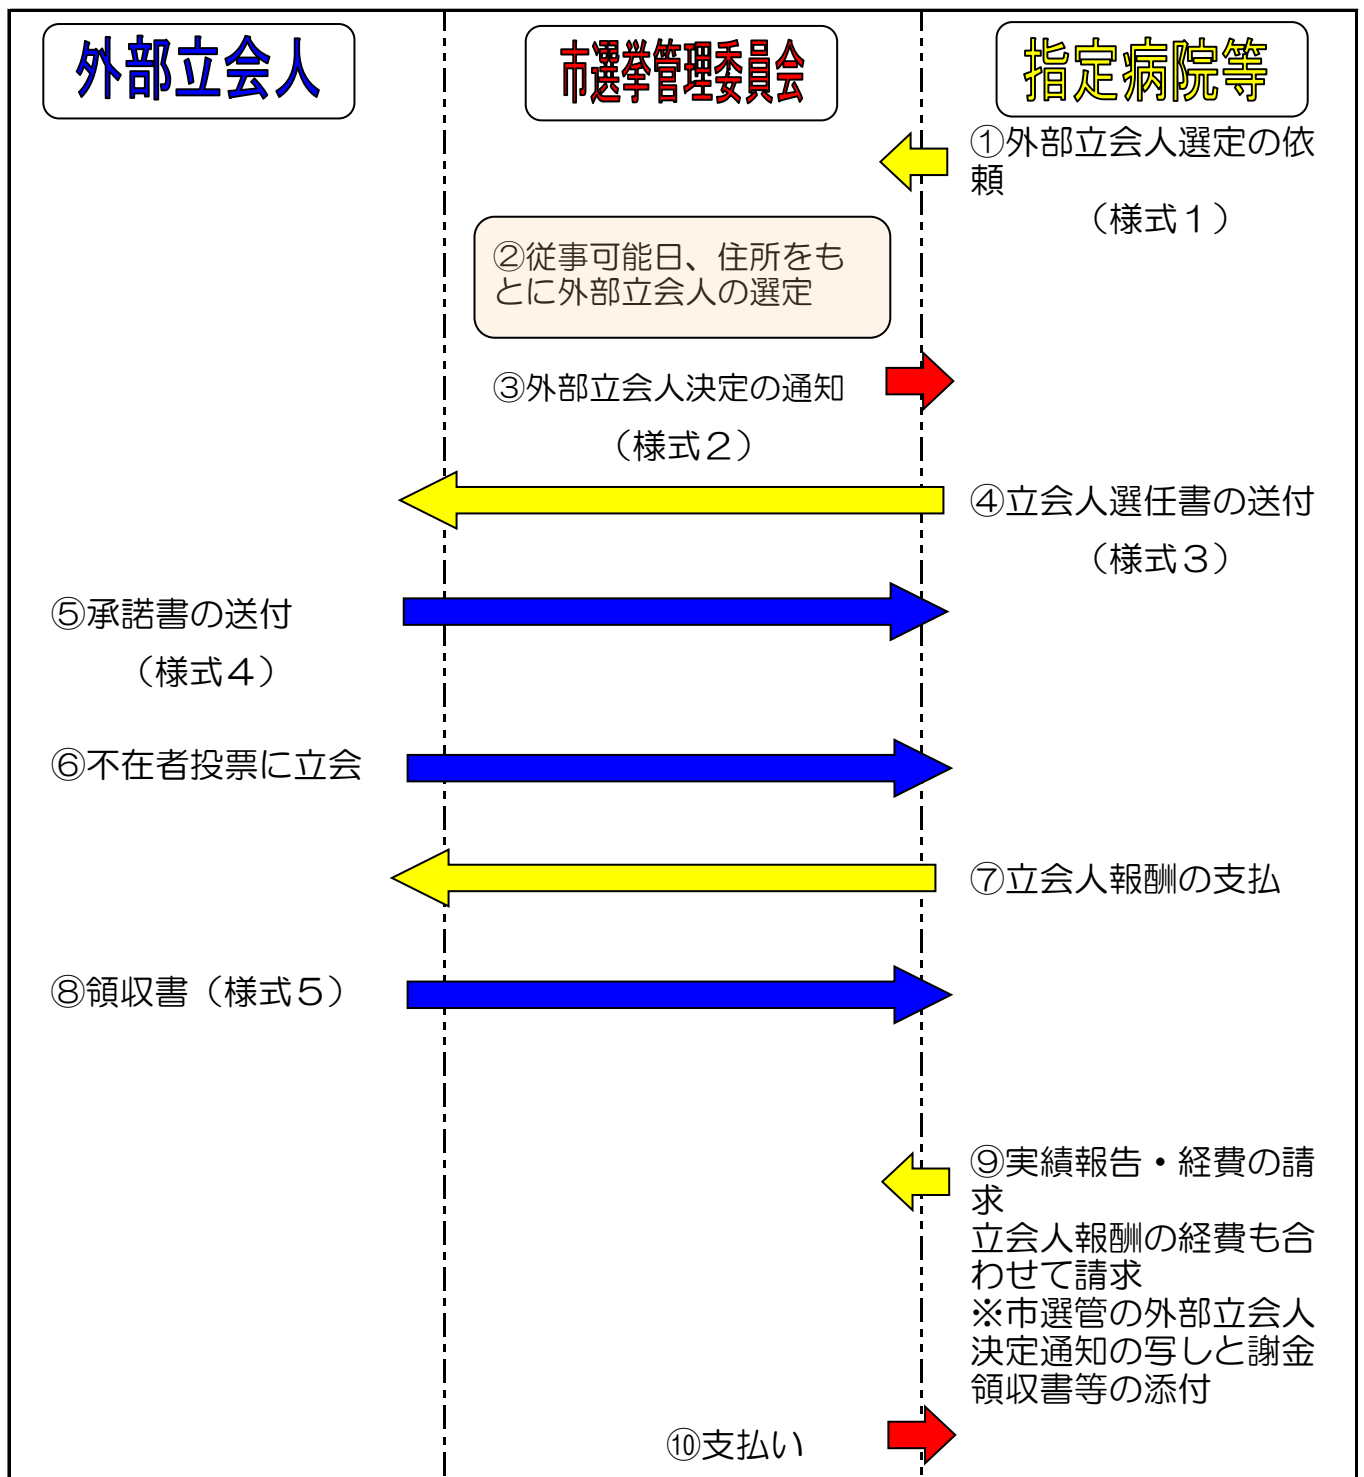 外部立会人
市選挙管理委員会
指定病院等
①外部立会人選定の依
頼
（様式１）
②従事可能日、住所をも
とに外部立会人の選定
③外部立会人決定の通知
（様式２）
④立会人選任書の送付
（様式３）
⑤承諾書の送付
（様式４）
⑥不在者投票に立会
⑦立会人報酬の支払
⑧領収書（様式５）
⑨実績報告・経費の請
求
立会人報酬の経費も合
わせて請求
※市選管の外部立会人
決定通知の写しと謝金
領収書等の添付
⑩支払い